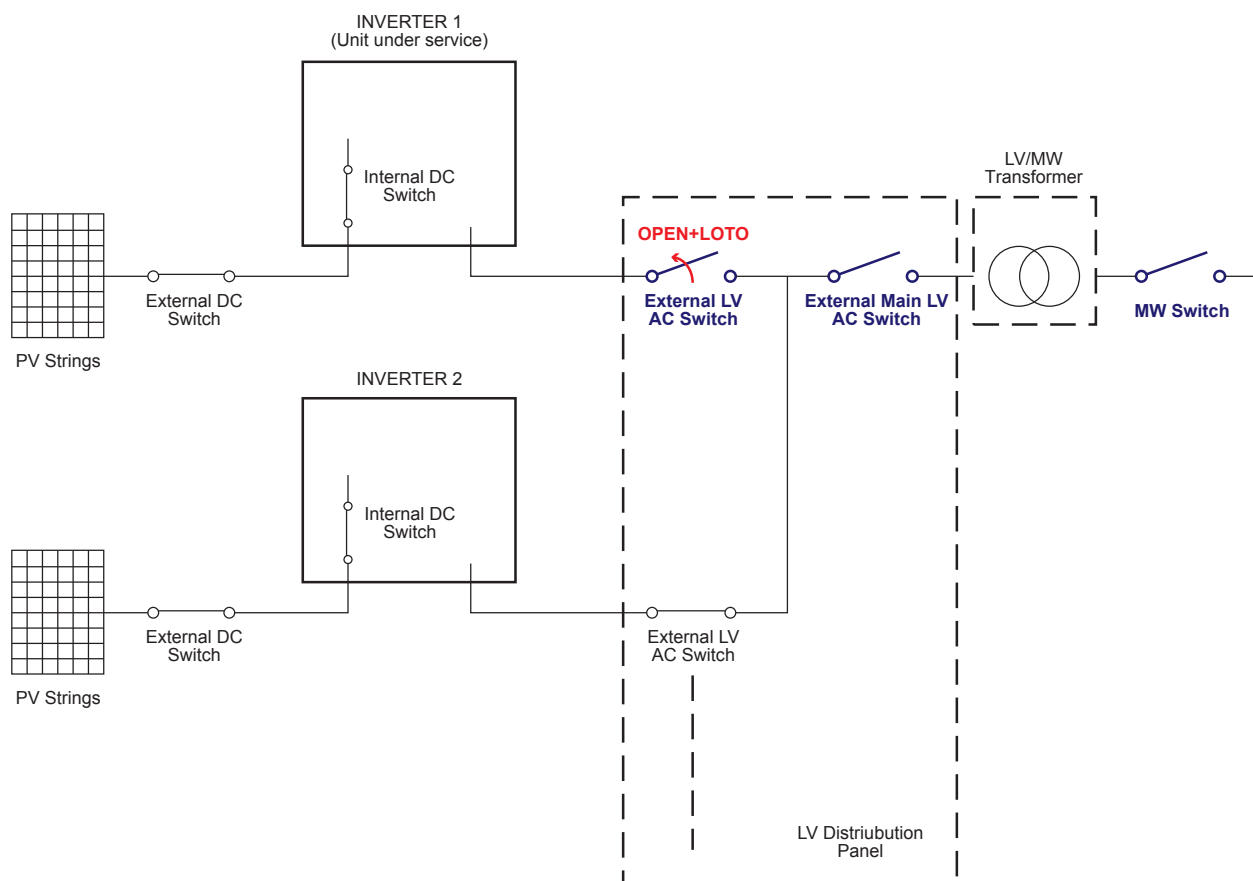 INVERTER 1
(Unit under service)
Internal DC
Switch
LV/MW
Transformer
OPEN+LOTO
External DC
Switch
External LV
AC Switch
External Main LV
AC Switch
MW Switch
PV Strings
INVERTER 2
Internal DC
Switch
External DC
Switch
External LV
AC Switch
PV Strings
LV Distriubution
Panel